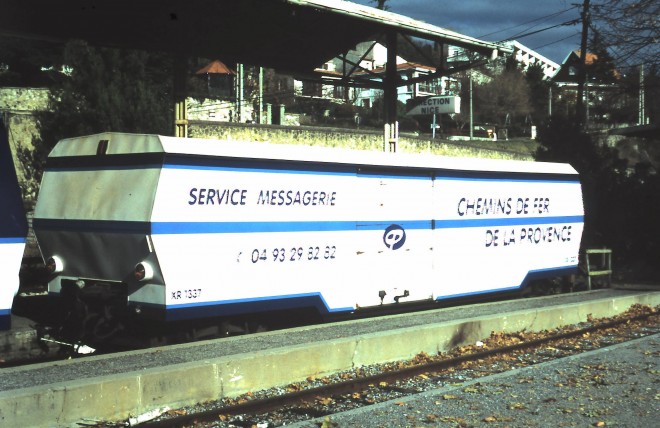 DIRECTION
NICE
SERVICE MESSAGERIE
04 93 29 82 82
CHEMINS DE FER
DE LA PROVENCE
CP
XR 1337